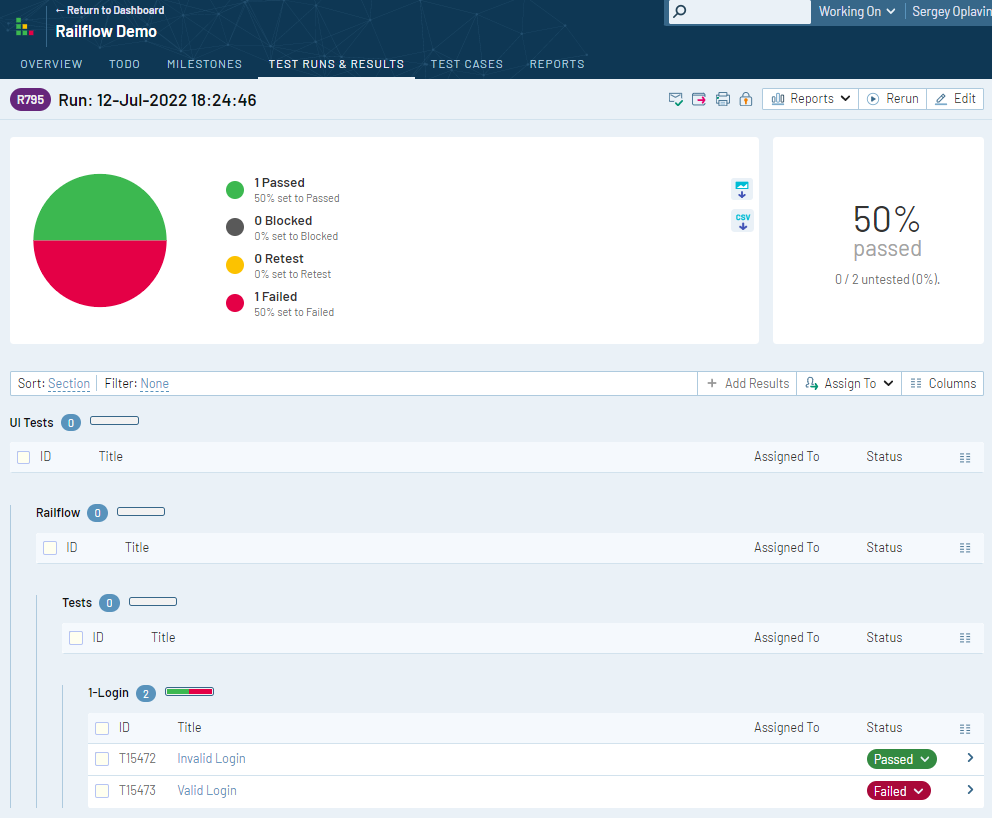 ← Return to Dashboard
Working On
Sergey Oplavin
Railflow Demo
OVERVIEW TODO MILESTONES TEST RUNS & RESULTS TEST CASES REPORTS
R795 Run: 12-Jul-2022 18:24:46 Reports Rerun Edit
1 Passed
50% set to Passed
0 Blocked
0% set to Blocked
0 Retest
0% set to Retest
1 Failed
50% set to Failed
CSV
50%
passed
0 / 2 untested (0%).
Sort: Section Filter: None + Add Results Assign To Columns
UI Tests 0
ID Title Assigned To Status
Railflow 0
ID Title Assigned To Status
Tests 0
ID Title Assigned To Status
1-Login 2
ID Title Assigned To Status
T15472 Invalid Login Passed
T15473 Valid Login Failed